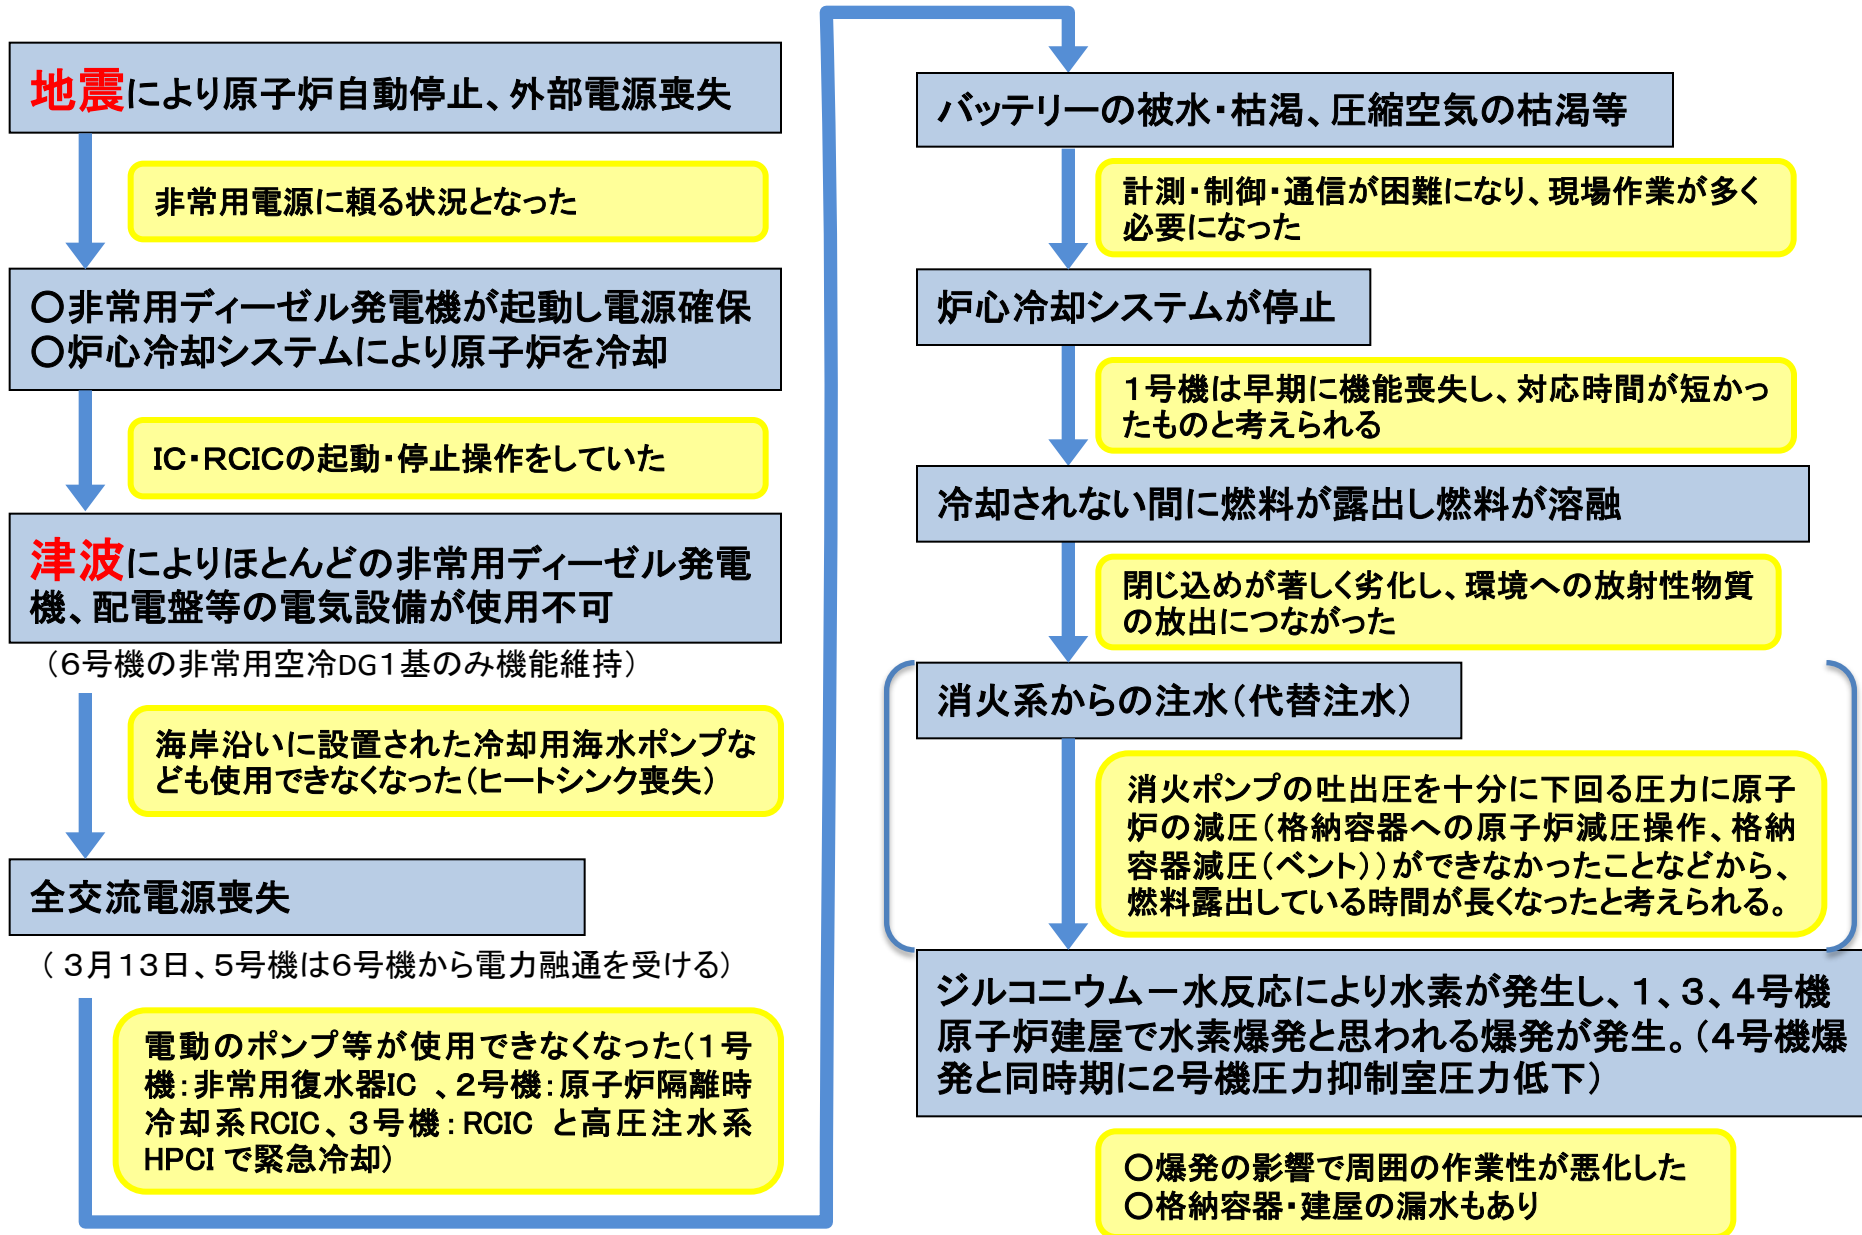 地震により原子炉自動停止、外部電源喪失
非常用電源に頼る状況となった
○非常用ディーゼル発電機が起動し電源確保
○炉心冷却システムにより原子炉を冷却
IC・RCICの起動・停止操作をしていた
津波によりほとんどの非常用ディーゼル発電
機、配電盤等の電気設備が使用不可
（６号機の非常用空冷DG１基のみ機能維持）
海岸沿いに設置された冷却用海水ポンプな
ども使用できなくなった（ヒートシンク喪失）
全交流電源喪失
（ ３月１３日、５号機は６号機から電力融通を受ける）
電動のポンプ等が使用できなくなった（１号
機：非常用復水器IC 、２号機：原子炉隔離時
冷却系RCIC、３号機：RCIC と高圧注水系
HPCI で緊急冷却）
バッテリーの被水・枯渇、圧縮空気の枯渇等
計測・制御・通信が困難になり、現場作業が多く
必要になった
炉心冷却システムが停止
１号機は早期に機能喪失し、対応時間が短かっ
たものと考えられる
冷却されない間に燃料が露出し燃料が溶融
閉じ込めが著しく劣化し、環境への放射性物質
の放出につながった
消火系からの注水（代替注水）
消火ポンプの吐出圧を十分に下回る圧力に原子
炉の減圧（格納容器への原子炉減圧操作、格納
容器減圧（ベント））ができなかったことなどから、
燃料露出している時間が長くなったと考えられる。
ジルコニウム－水反応により水素が発生し、１、３、４号機
原子炉建屋で水素爆発と思われる爆発が発生。（４号機爆
発と同時期に２号機圧力抑制室圧力低下）
○爆発の影響で周囲の作業性が悪化した
○格納容器・建屋の漏水もあり